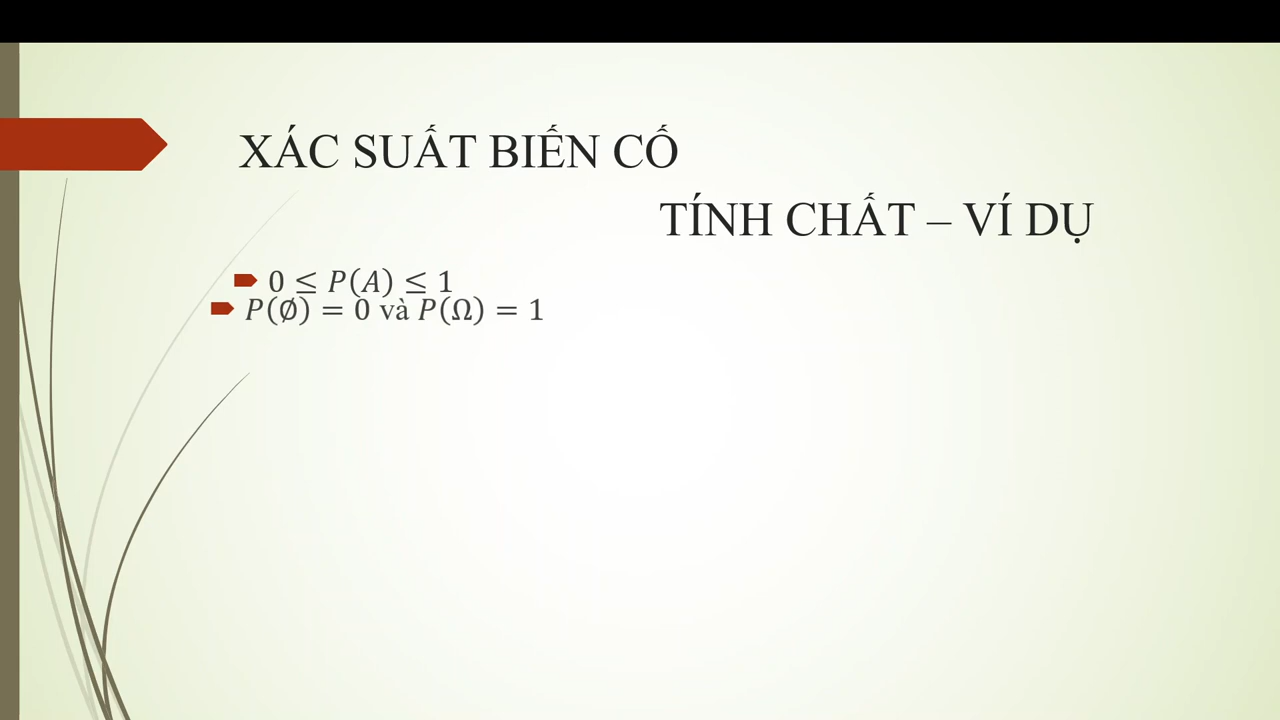 XÁC SUẤT BIẾN CỐ
TÍNH CHẤT – VÍ DỤ
0 ≤ 𝑃(𝐴) ≤ 1
𝑃(∅) = 0 và 𝑃(Ω) = 1